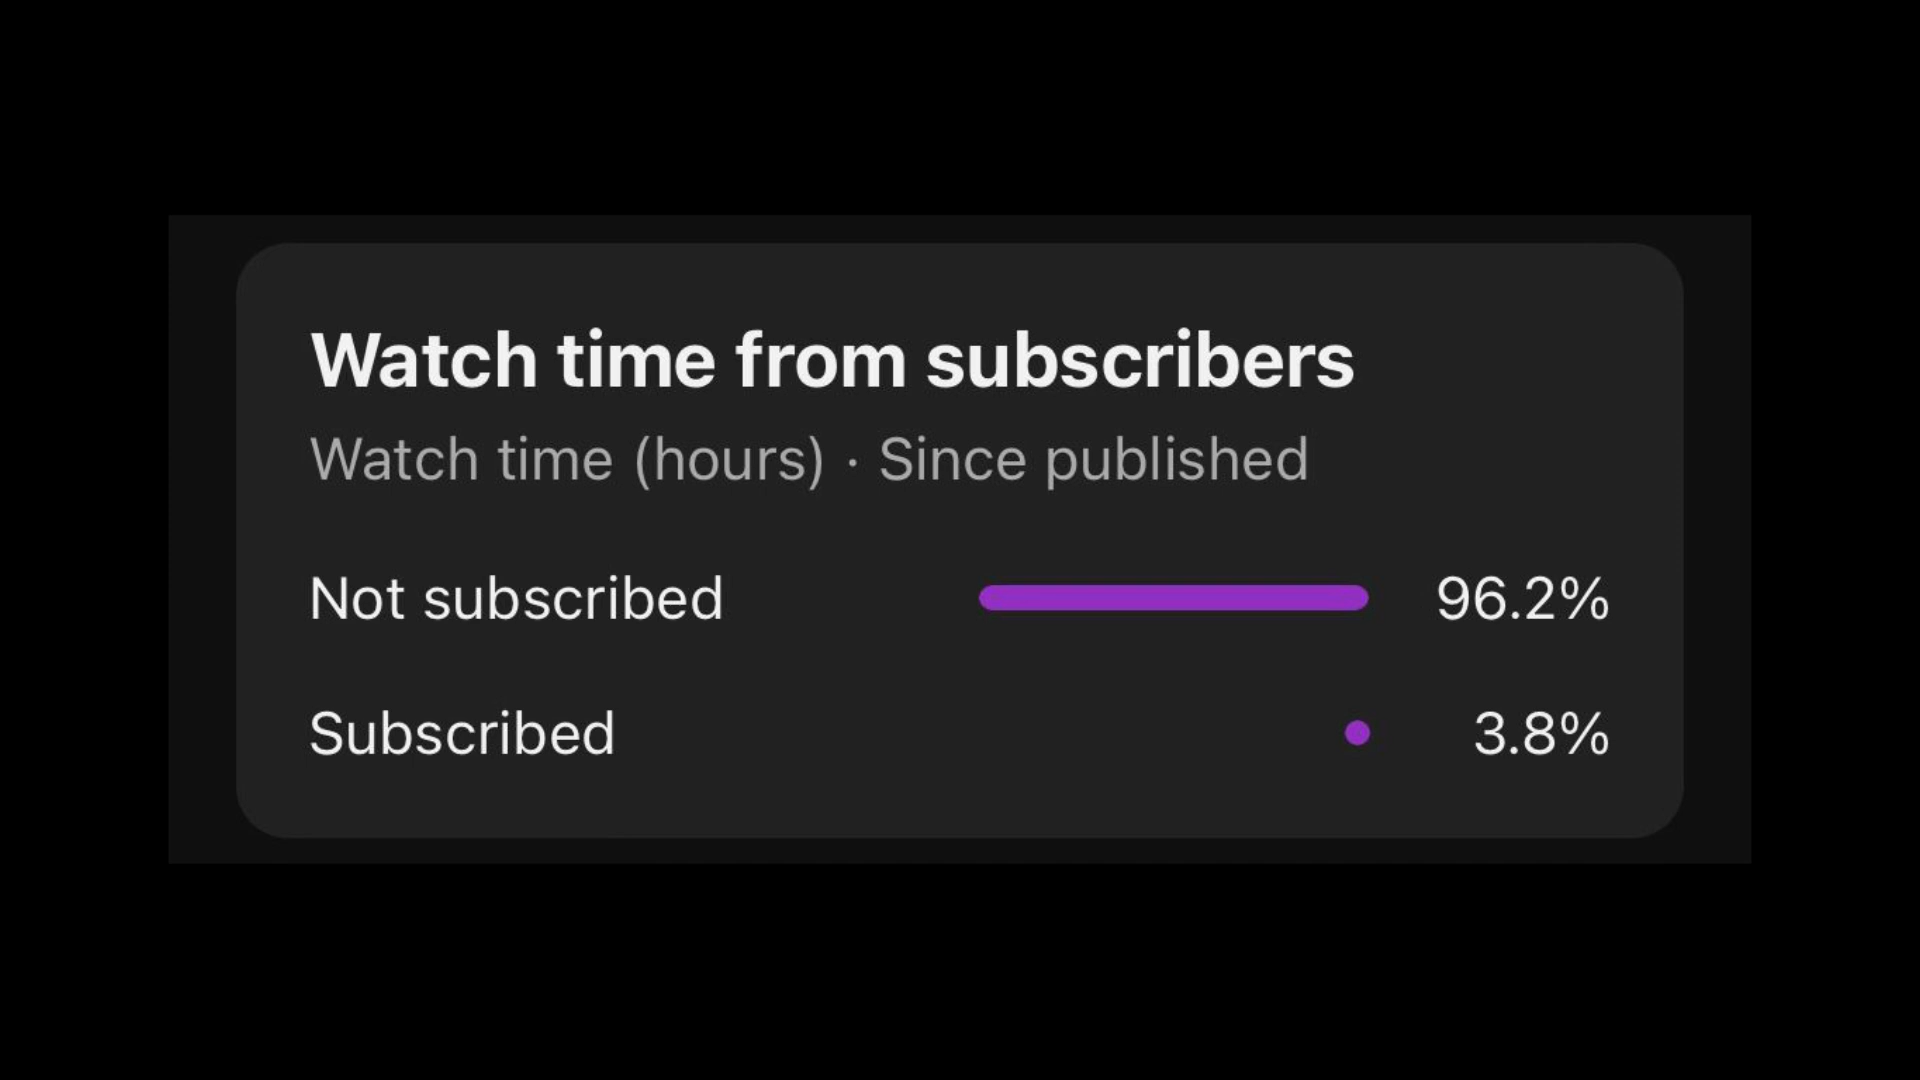 Watch time from subscribers
Watch time (hours) · Since published
Not subscribed 96.2%
Subscribed 3.8%